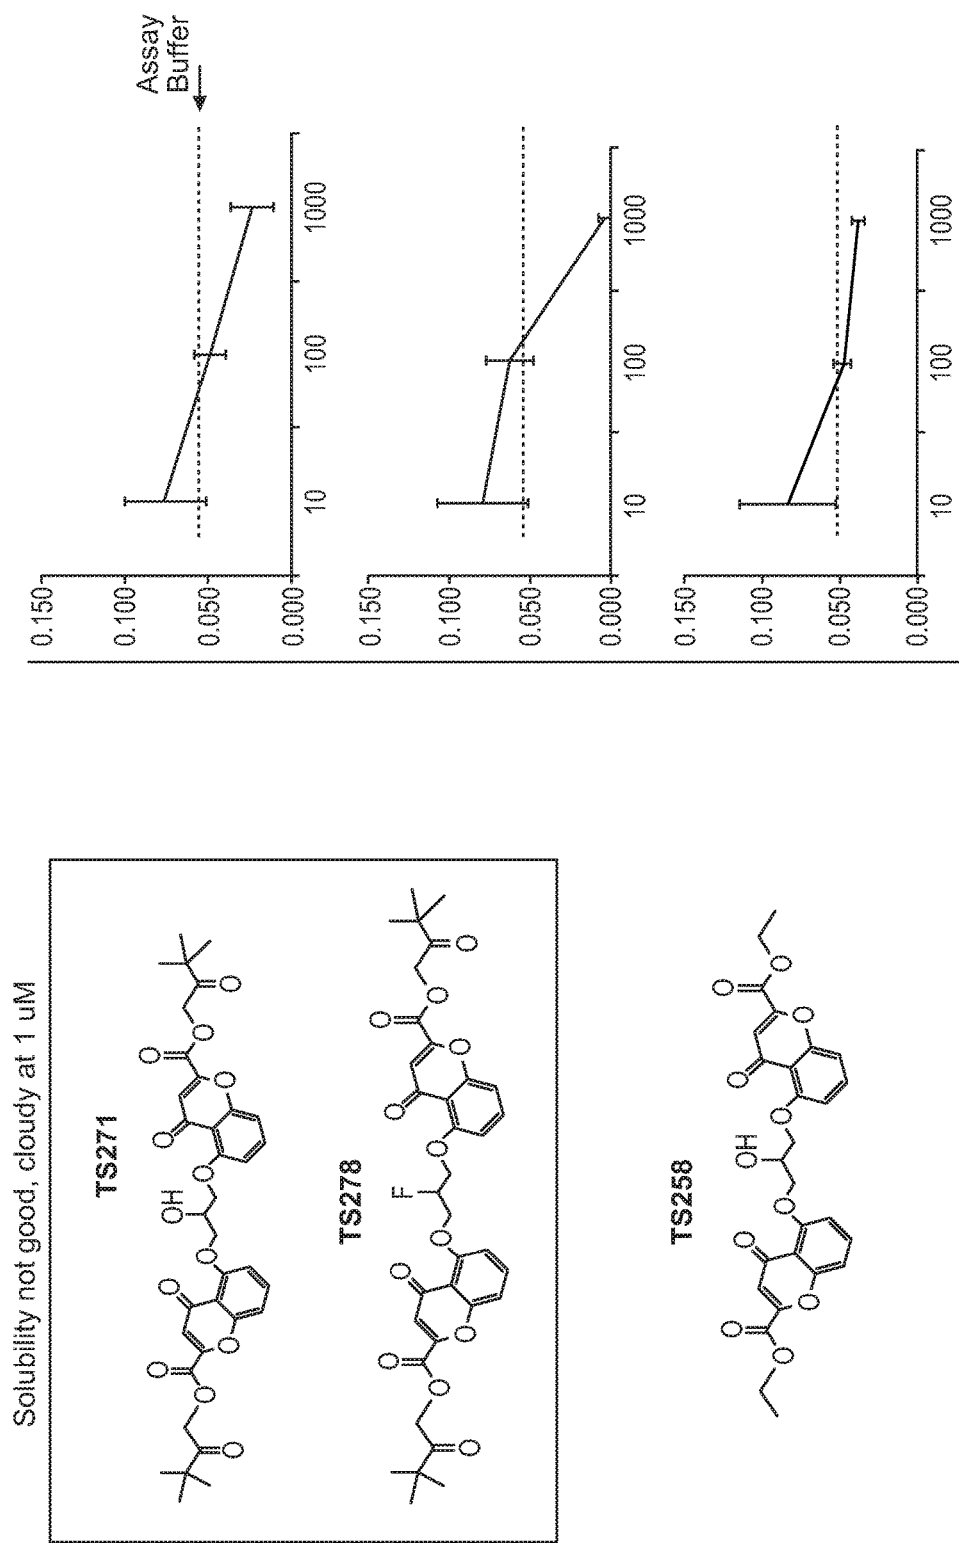 Solubility not good, cloudy at 1 uM
TS271
O O
O OH O
O O O O
O O O O
TS278
O O
O F O
O O O O
O O O O
TS258
O O
O OH O
O O O O
O O
0.150
0.100
0.050
0.000
10 100 1000
Assay
Buffer
0.150
0.100
0.050
0.000
10 100 1000
0.150
0.100
0.050
0.000
10 100 1000